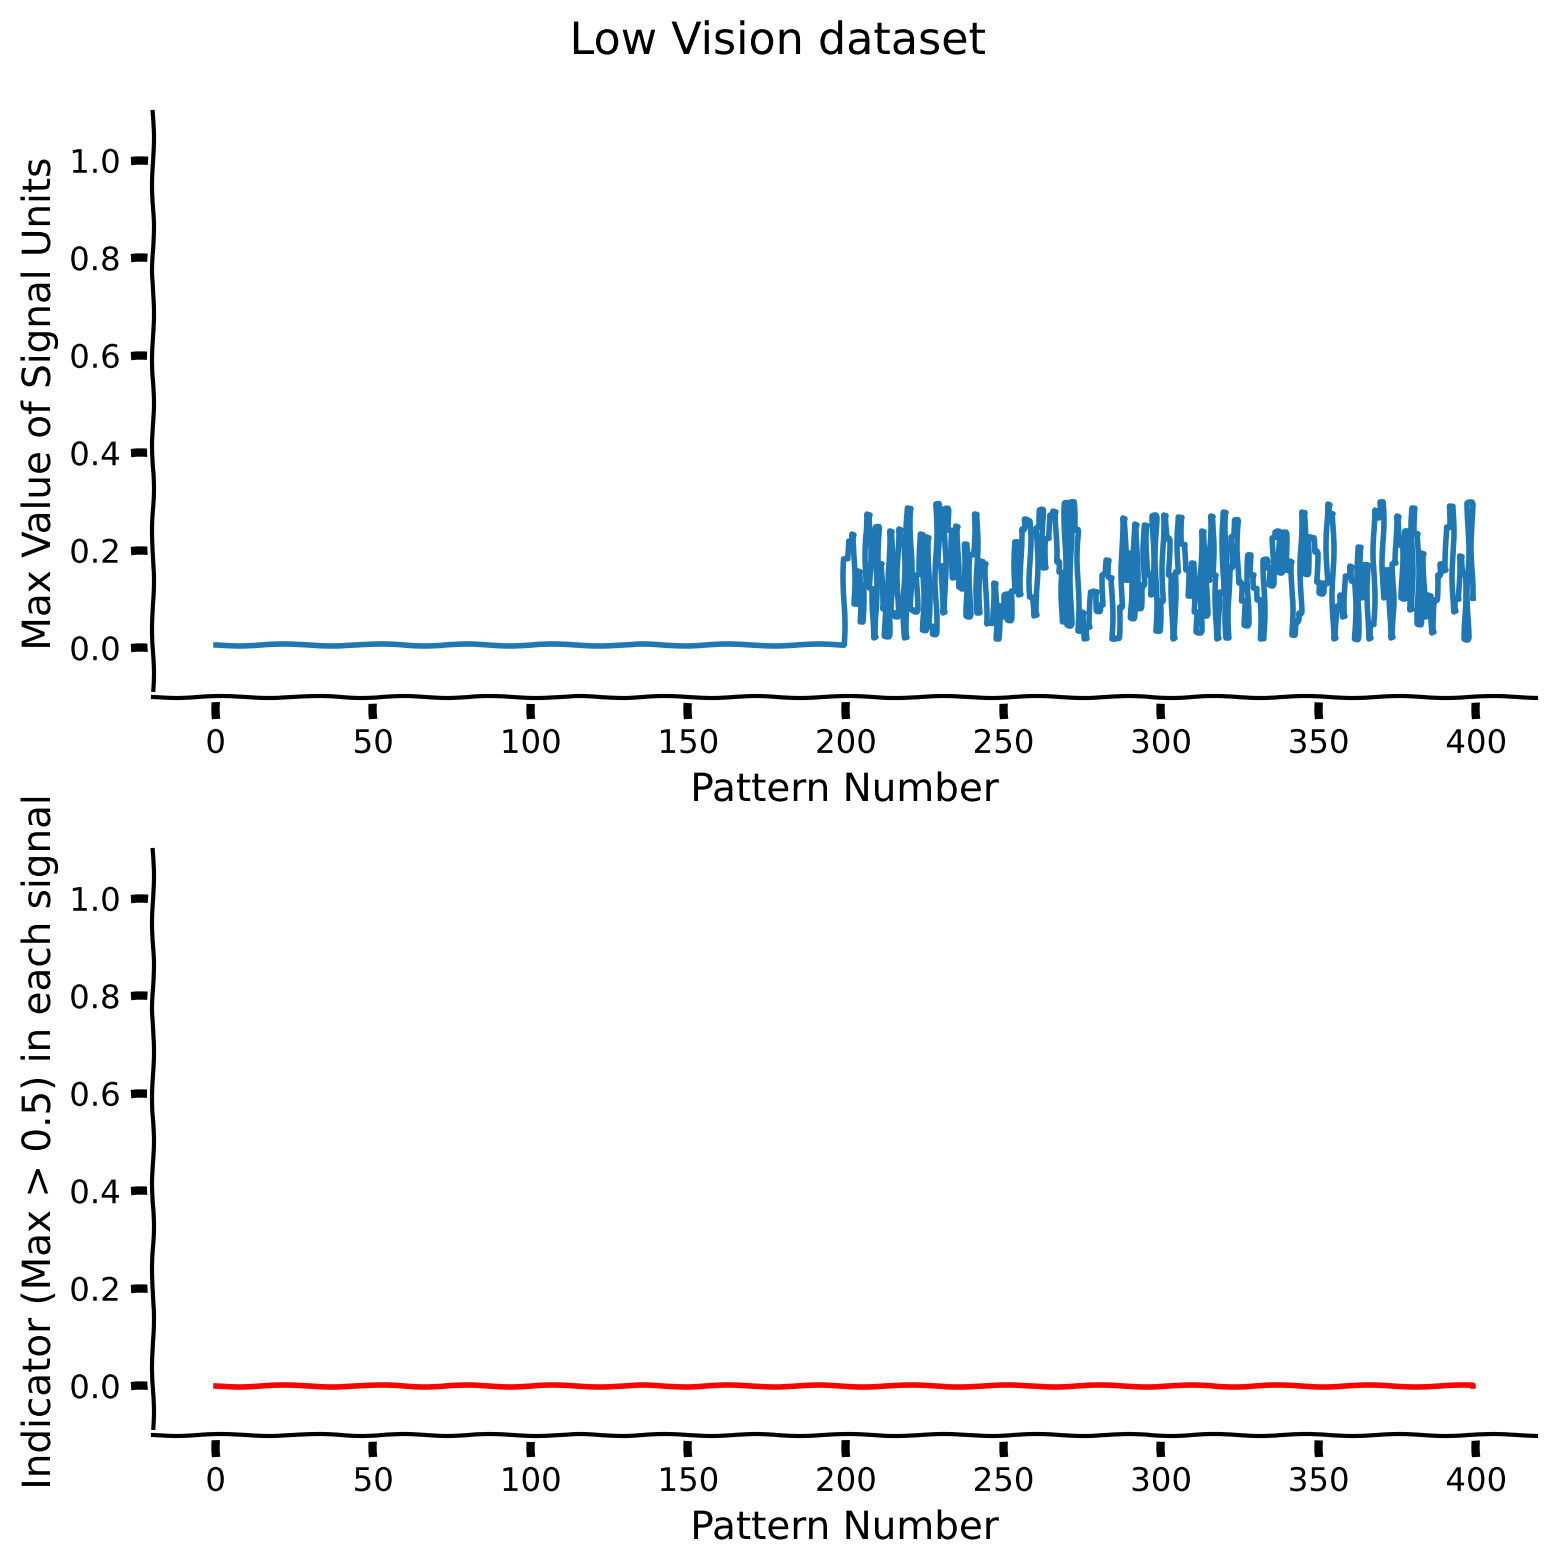 Low Vision dataset
Max Value of Signal Units
1.0
0.8
0.6
0.4
0.2
0.0
0 50 100 150 200 250 300 350 400
Pattern Number
Indicator (Max > 0.5) in each signal
1.0
0.8
0.6
0.4
0.2
0.0
0 50 100 150 200 250 300 350 400
Pattern Number